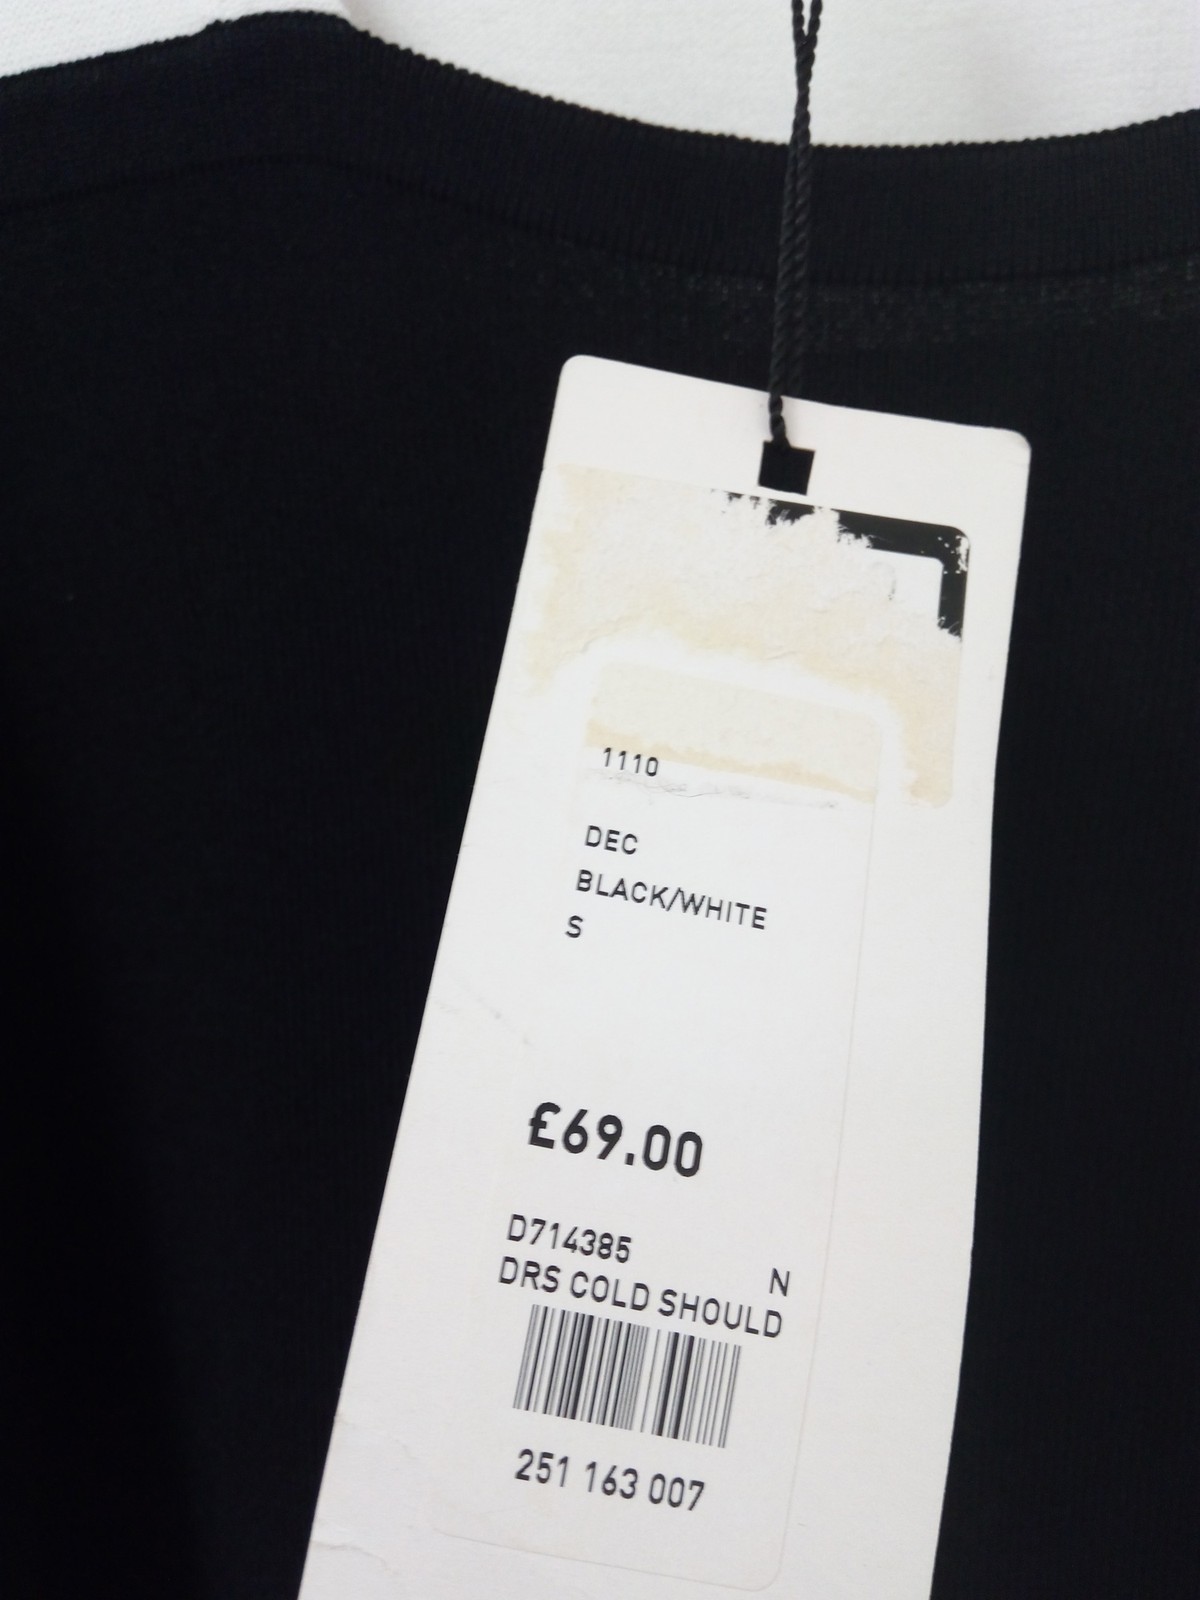 1110
DEC
BLACK/WHITE
S
£69.00
D714385 N
DRS COLD SHOULD
251 163 007